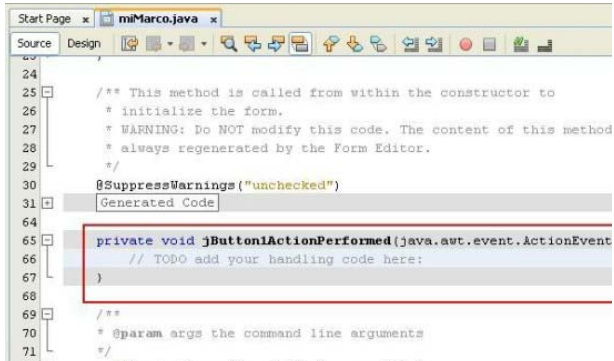 Start Page x miMarco.java x
Source Design
24
25 /** This method is called from within the constructor to
26 * initialize the form.
27 * WARNING: Do NOT modify this code. The content of this method
28 * always regenerated by the Form Editor.
29 */
30 @SuppressWarnings("unchecked")
31 Generated Code
64
65 private void jButton1ActionPerformed(java.awt.event.ActionEvent
66 // TODO add your handling code here:
67 }
68
69 /**
70 * @param args the command line arguments
71 */